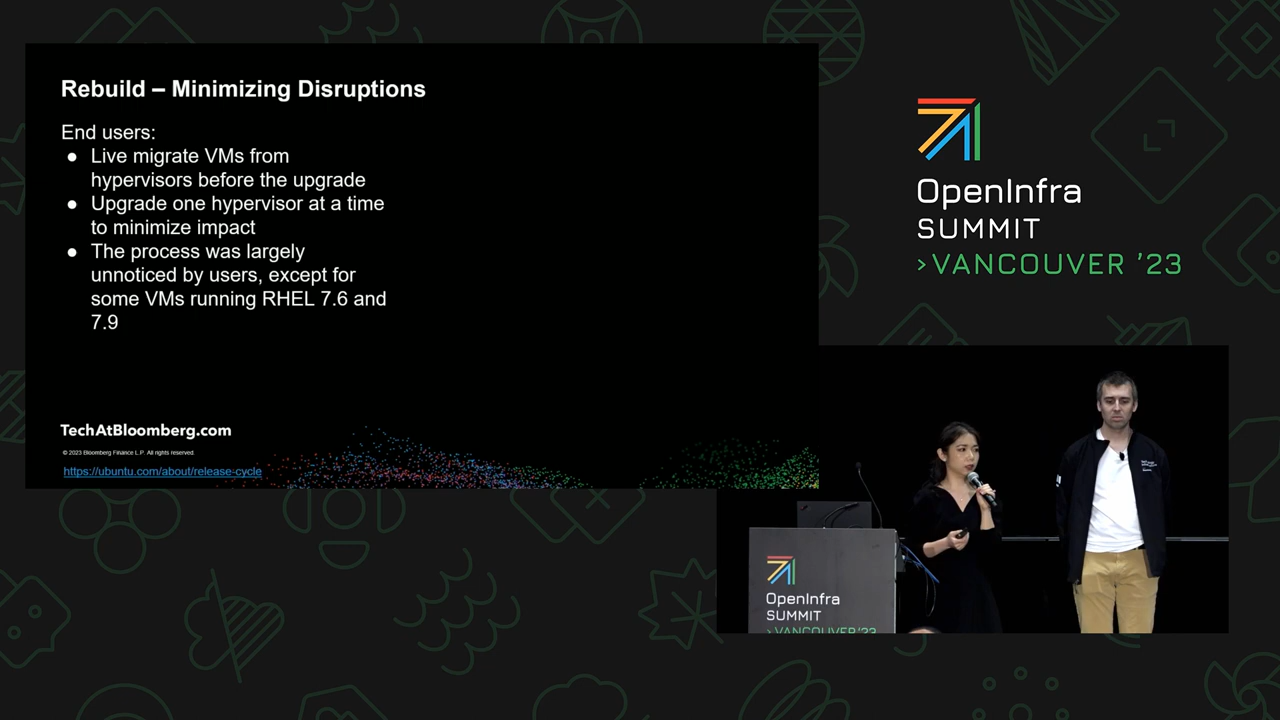 Rebuild – Minimizing Disruptions
End users:
● Live migrate VMs from
hypervisors before the upgrade
● Upgrade one hypervisor at a time
to minimize impact
● The process was largely
unnoticed by users, except for
some VMs running RHEL 7.6 and
7.9
TechAtBloomberg.com
© 2023 Bloomberg Finance L.P. All rights reserved.
https://ubuntu.com/about/release-cycle
OpenInfra
SUMMIT
>VANCOUVER '23
OpenInfra
SUMMIT
>VANCOUVER '23